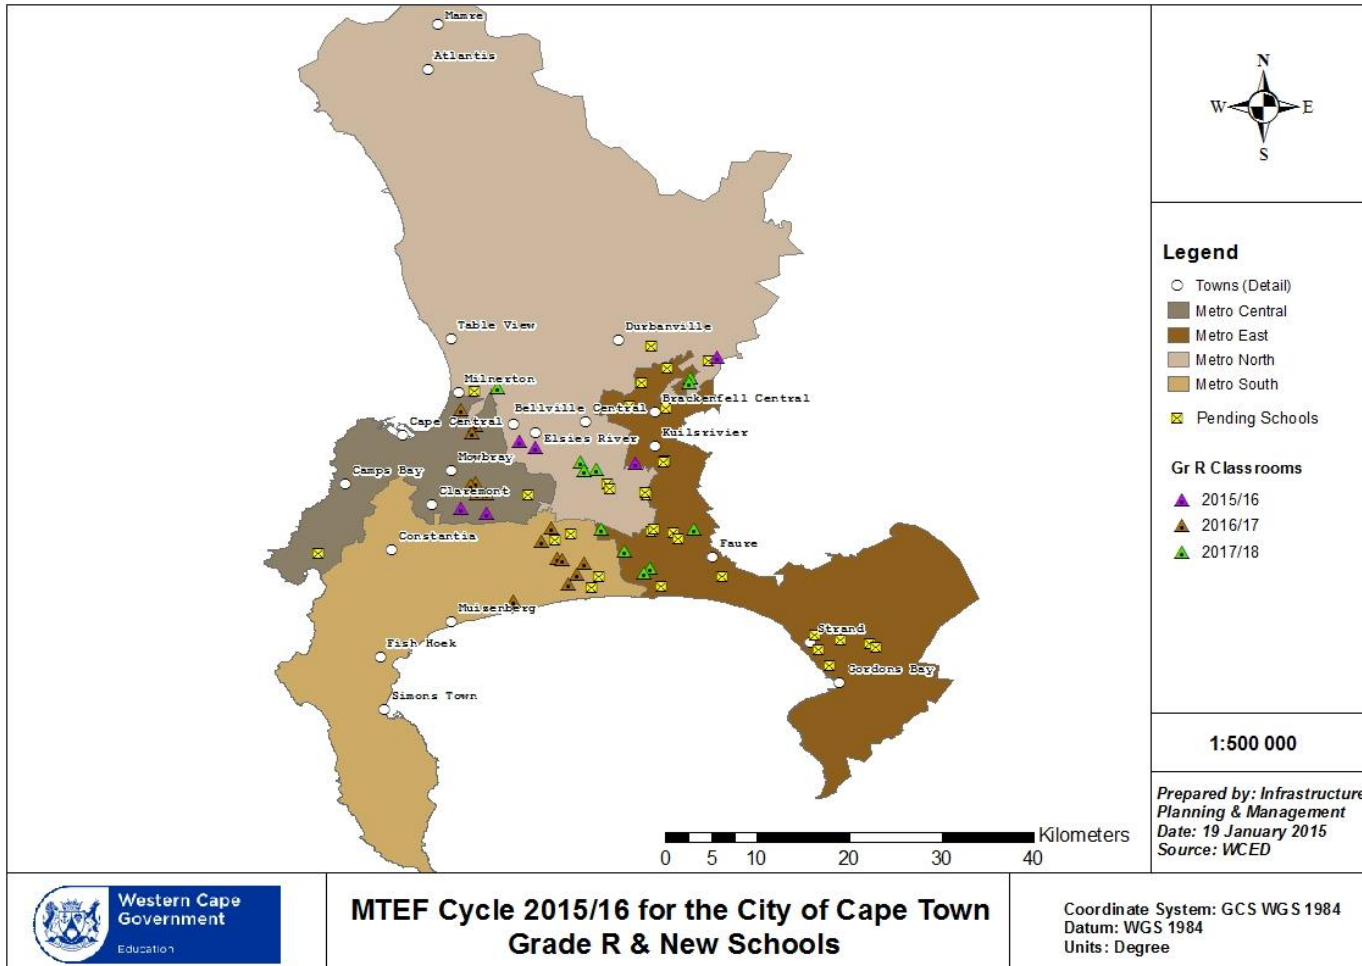 Mamre
Atlantis
Table View
Durbanville
Milnerton
Bellville Central
Brackenfell Central
Cape Central
Elsies River
Kuilsrivier
Mowbray
Camps Bay
Claremont
Constantia
Faure
Muizenberg
Strand
Fish Hoek
Gordons Bay
Simons Town
N
W
E
S
Legend
Towns (Detail)
Metro Central
Metro East
Metro North
Metro South
Pending Schools
Gr R Classrooms
2015/16
2016/17
2017/18
1:500 000
Prepared by: Infrastructure
Planning & Management
Date: 19 January 2015
Source: WCED
Kilometers
0 5 10 20 30 40
Western Cape
Government
Education
MTEF Cycle 2015/16 for the City of Cape Town
Grade R & New Schools
Coordinate System: GCS WGS 1984
Datum: WGS 1984
Units: Degree